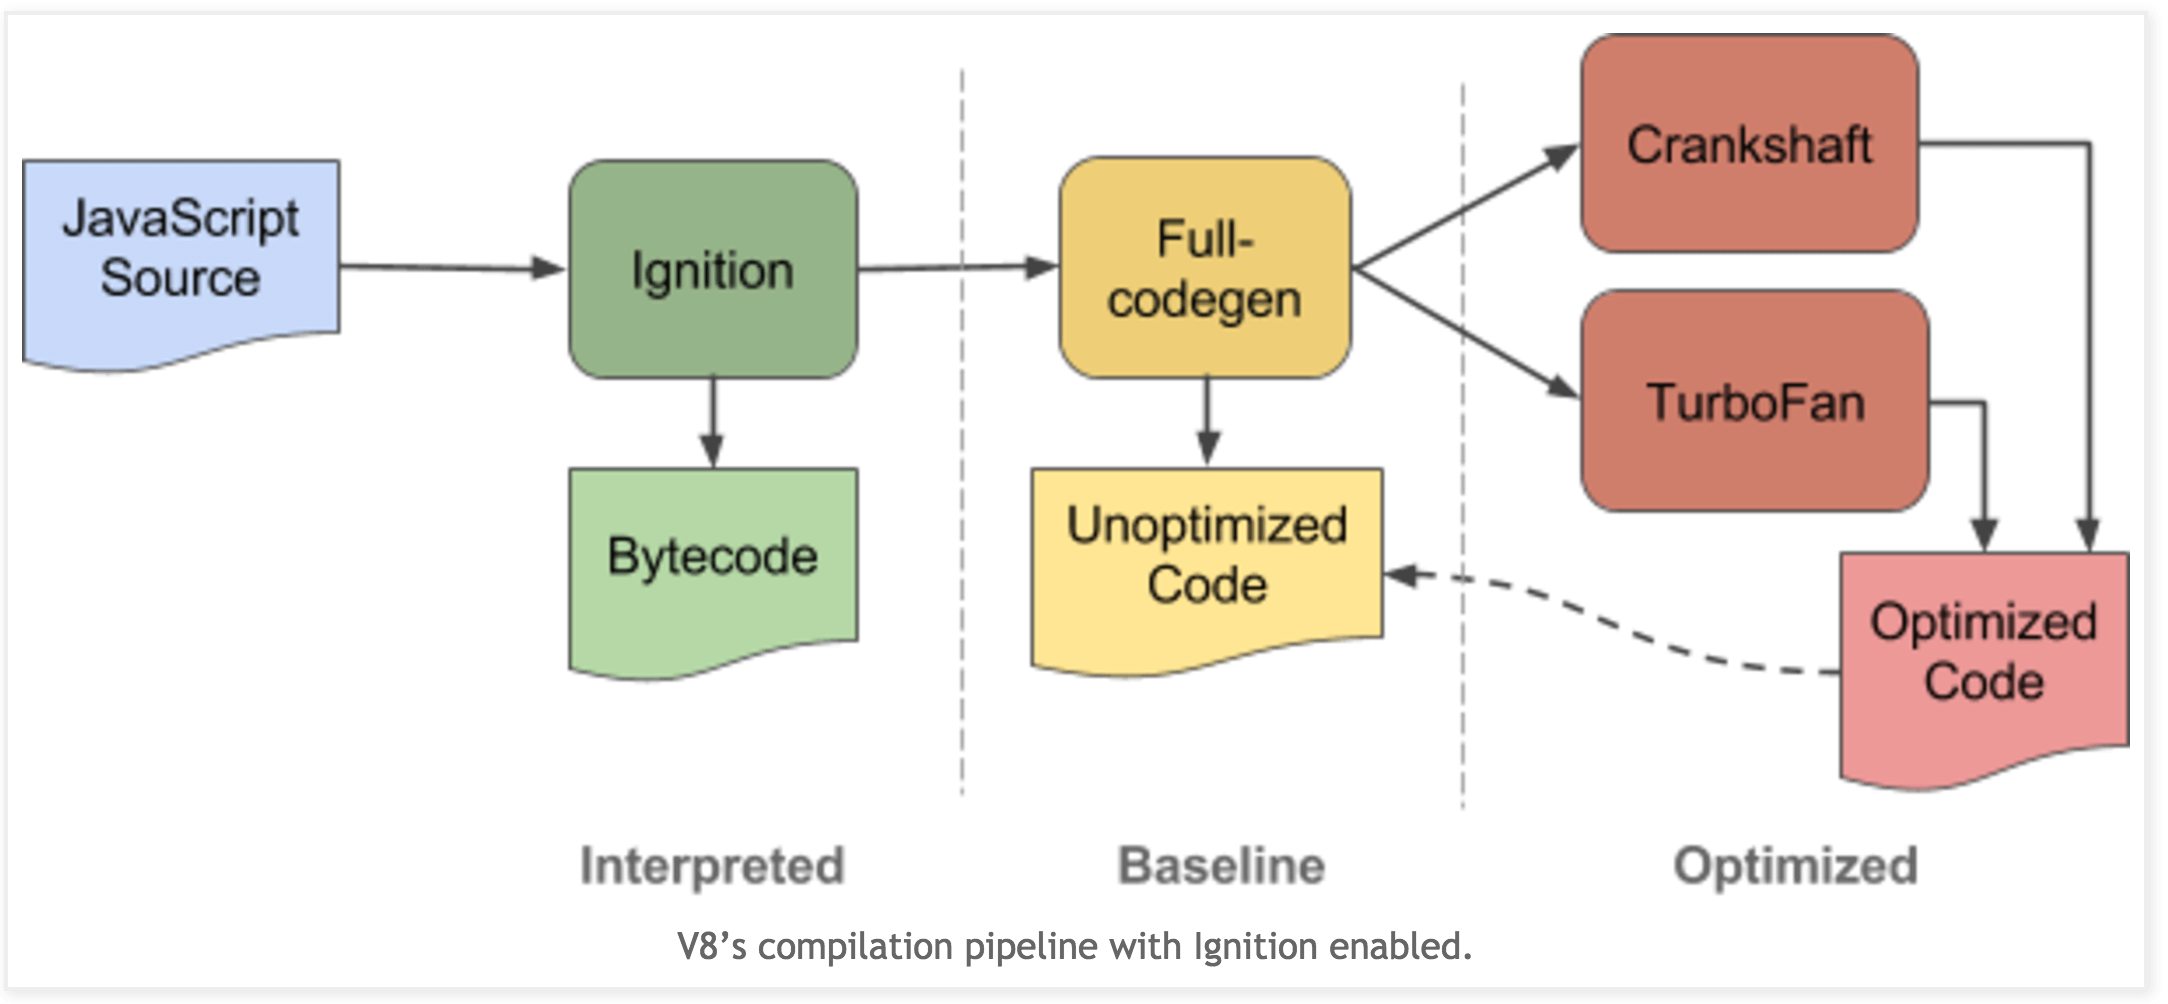 JavaScript
Source
Ignition
Bytecode
Full-
codegen
Unoptimized
Code
Crankshaft
TurboFan
Optimized
Code
Interpreted
Baseline
Optimized
V8’s compilation pipeline with Ignition enabled.